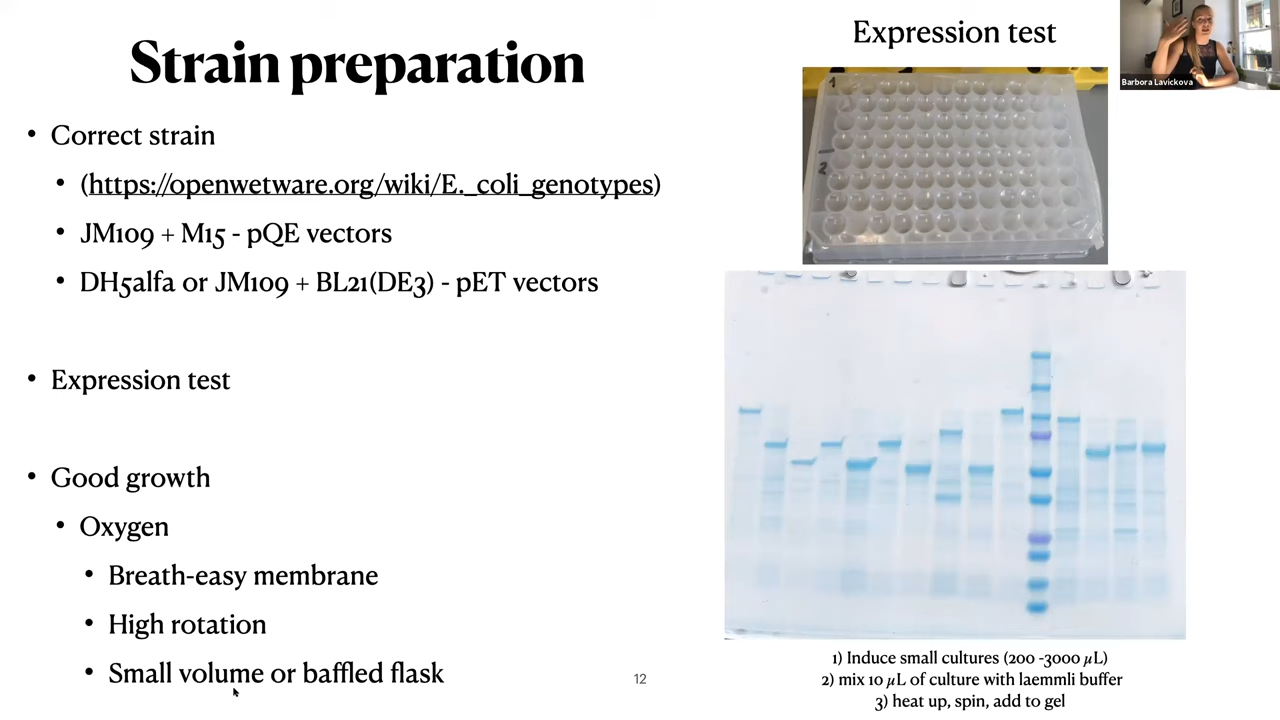 Strain preparation
• Correct strain
• (https://openwetware.org/wiki/E._coli_genotypes)
• JM109 + M15 - pQE vectors
• DH5alfa or JM109 + BL21(DE3) - pET vectors
• Expression test
• Good growth
• Oxygen
• Breath-easy membrane
• High rotation
• Small volume or baffled flask
Expression test
1
2
1) Induce small cultures (200 -3000 µL)
2) mix 10 µL of culture with laemmli buffer
3) heat up, spin, add to gel
12
Barbora Lavickova